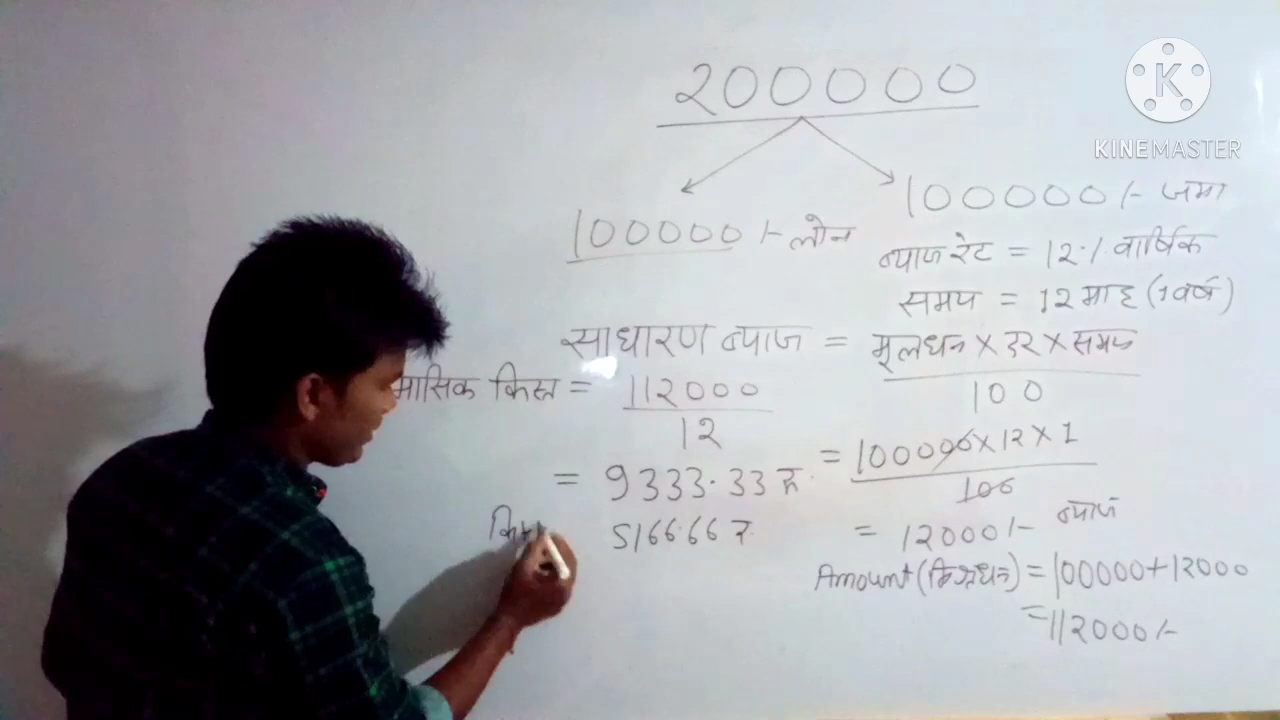 200000
100000/- लोन
100000/- जमा
ब्याज रेट = 12% वार्षिक
समय = 12 माह (1 वर्ष)
साधारण ब्याज = मूलधन × दर × समय
100
= 100000 × 12 × 1
100
= 12000/- ब्याज
Amount (मिश्रधन) = 100000 + 12000
= 112000/-
मासिक किस्त = 112000
12
= 9333.33 रु.
5166.66 रु.
KINEMASTER